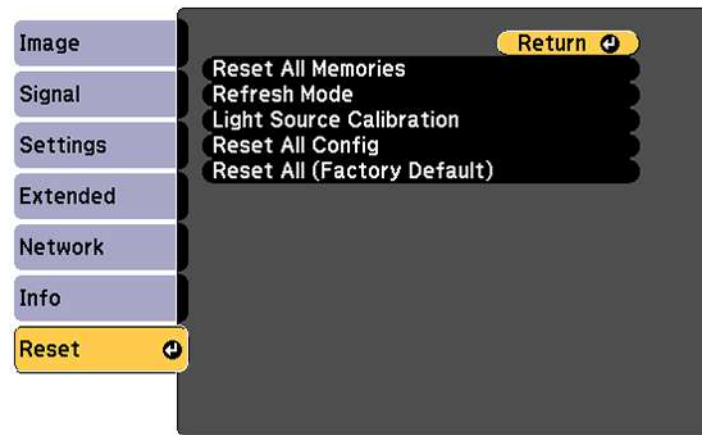 Image
Signal
Settings
Extended
Network
Info
Reset
Return
Reset All Memories
Refresh Mode
Light Source Calibration
Reset All Config
Reset All (Factory Default)